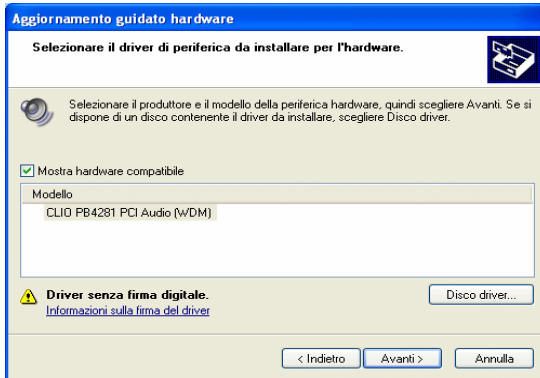 Aggiornamento guidato hardware
Selezionare il driver di periferica da installare per l'hardware.
Selezionare il produttore e il modello della periferica hardware, quindi scegliere Avanti. Se si
dispone di un disco contenente il driver da installare, scegliere Disco driver.
Mostra hardware compatibile
Modello
CLIO PB4281 PCI Audio (WDM)
Driver senza firma digitale.
Disco driver...
Informazioni sulla firma del driver
< Indietro
Avanti >
Annulla